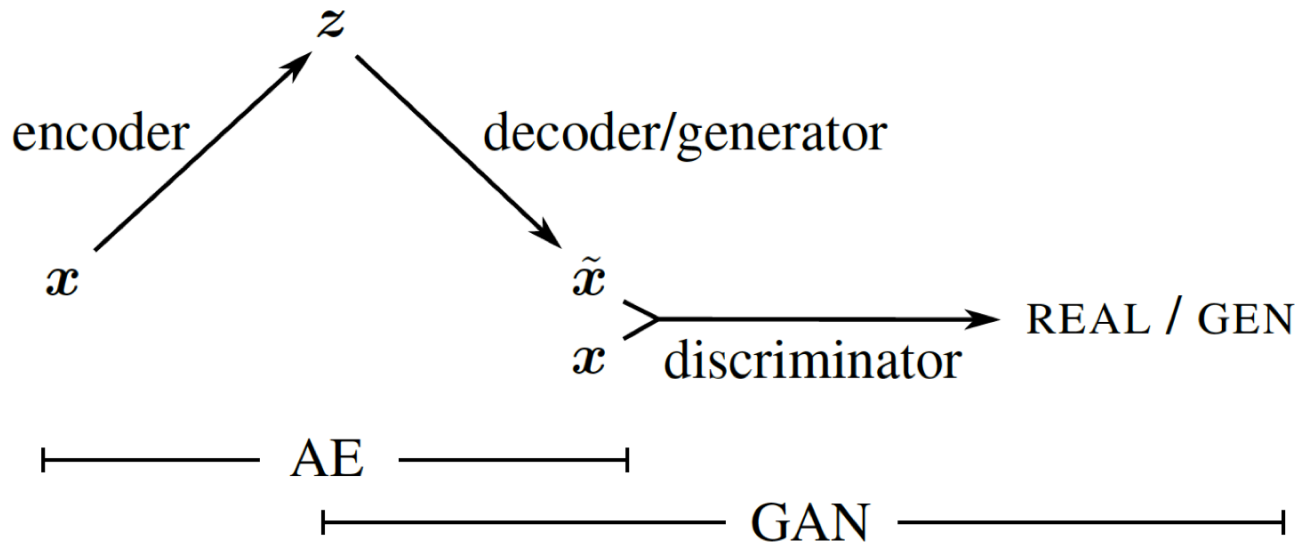 z
encoder
decoder/generator
x
x̃
REAL / GEN
x
discriminator
AE
GAN